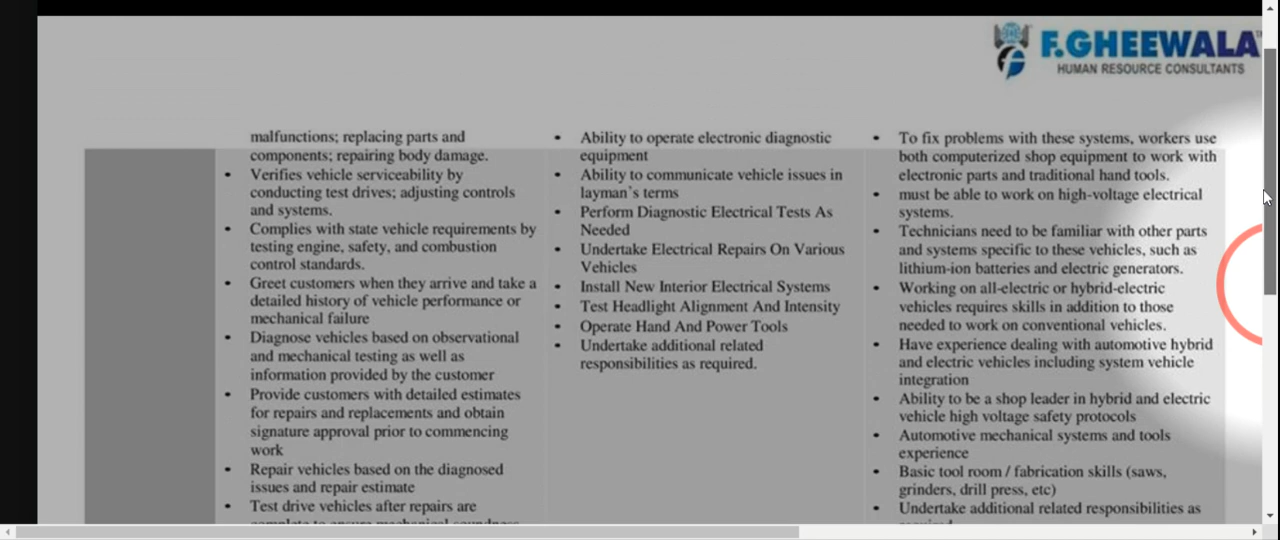 F.GHEEWALA
HUMAN RESOURCE CONSULTANTS
malfunctions; replacing parts and
components; repairing body damage.
• Verifies vehicle serviceability by
conducting test drives; adjusting controls
and systems.
• Complies with state vehicle requirements by
testing engine, safety, and combustion
control standards.
• Greet customers when they arrive and take a
detailed history of vehicle performance or
mechanical failure
• Diagnose vehicles based on observational
and mechanical testing as well as
information provided by the customer
• Provide customers with detailed estimates
for repairs and replacements and obtain
signature approval prior to commencing
work
• Repair vehicles based on the diagnosed
issues and repair estimate
• Test drive vehicles after repairs are
complete to ensure mechanical soundness
• Ability to operate electronic diagnostic
equipment
• Ability to communicate vehicle issues in
layman's terms
• Perform Diagnostic Electrical Tests As
Needed
• Undertake Electrical Repairs On Various
Vehicles
• Install New Interior Electrical Systems
• Test Headlight Alignment And Intensity
• Operate Hand And Power Tools
• Undertake additional related
responsibilities as required.
• To fix problems with these systems, workers use
both computerized shop equipment to work with
electronic parts and traditional hand tools.
• must be able to work on high-voltage electrical
systems.
• Technicians need to be familiar with other parts
and systems specific to these vehicles, such as
lithium-ion batteries and electric generators.
• Working on all-electric or hybrid-electric
vehicles requires skills in addition to those
needed to work on conventional vehicles.
• Have experience dealing with automotive hybrid
and electric vehicles including system vehicle
integration
• Ability to be a shop leader in hybrid and electric
vehicle high voltage safety protocols
• Automotive mechanical systems and tools
experience
• Basic tool room / fabrication skills (saws,
grinders, drill press, etc)
• Undertake additional related responsibilities as